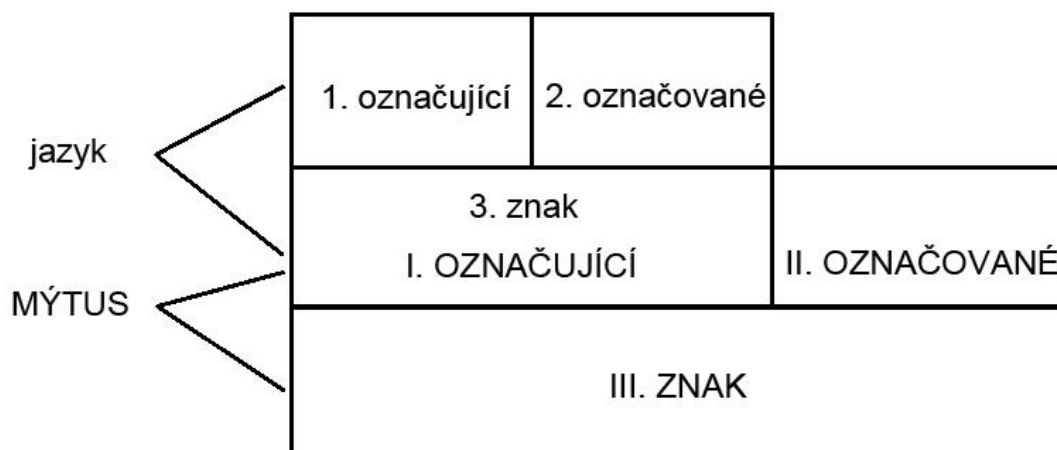 1. označující
2. označované
jazyk
3. znak
I. OZNAČUJÍCÍ
II. OZNAČOVANÉ
MÝTUS
III. ZNAK